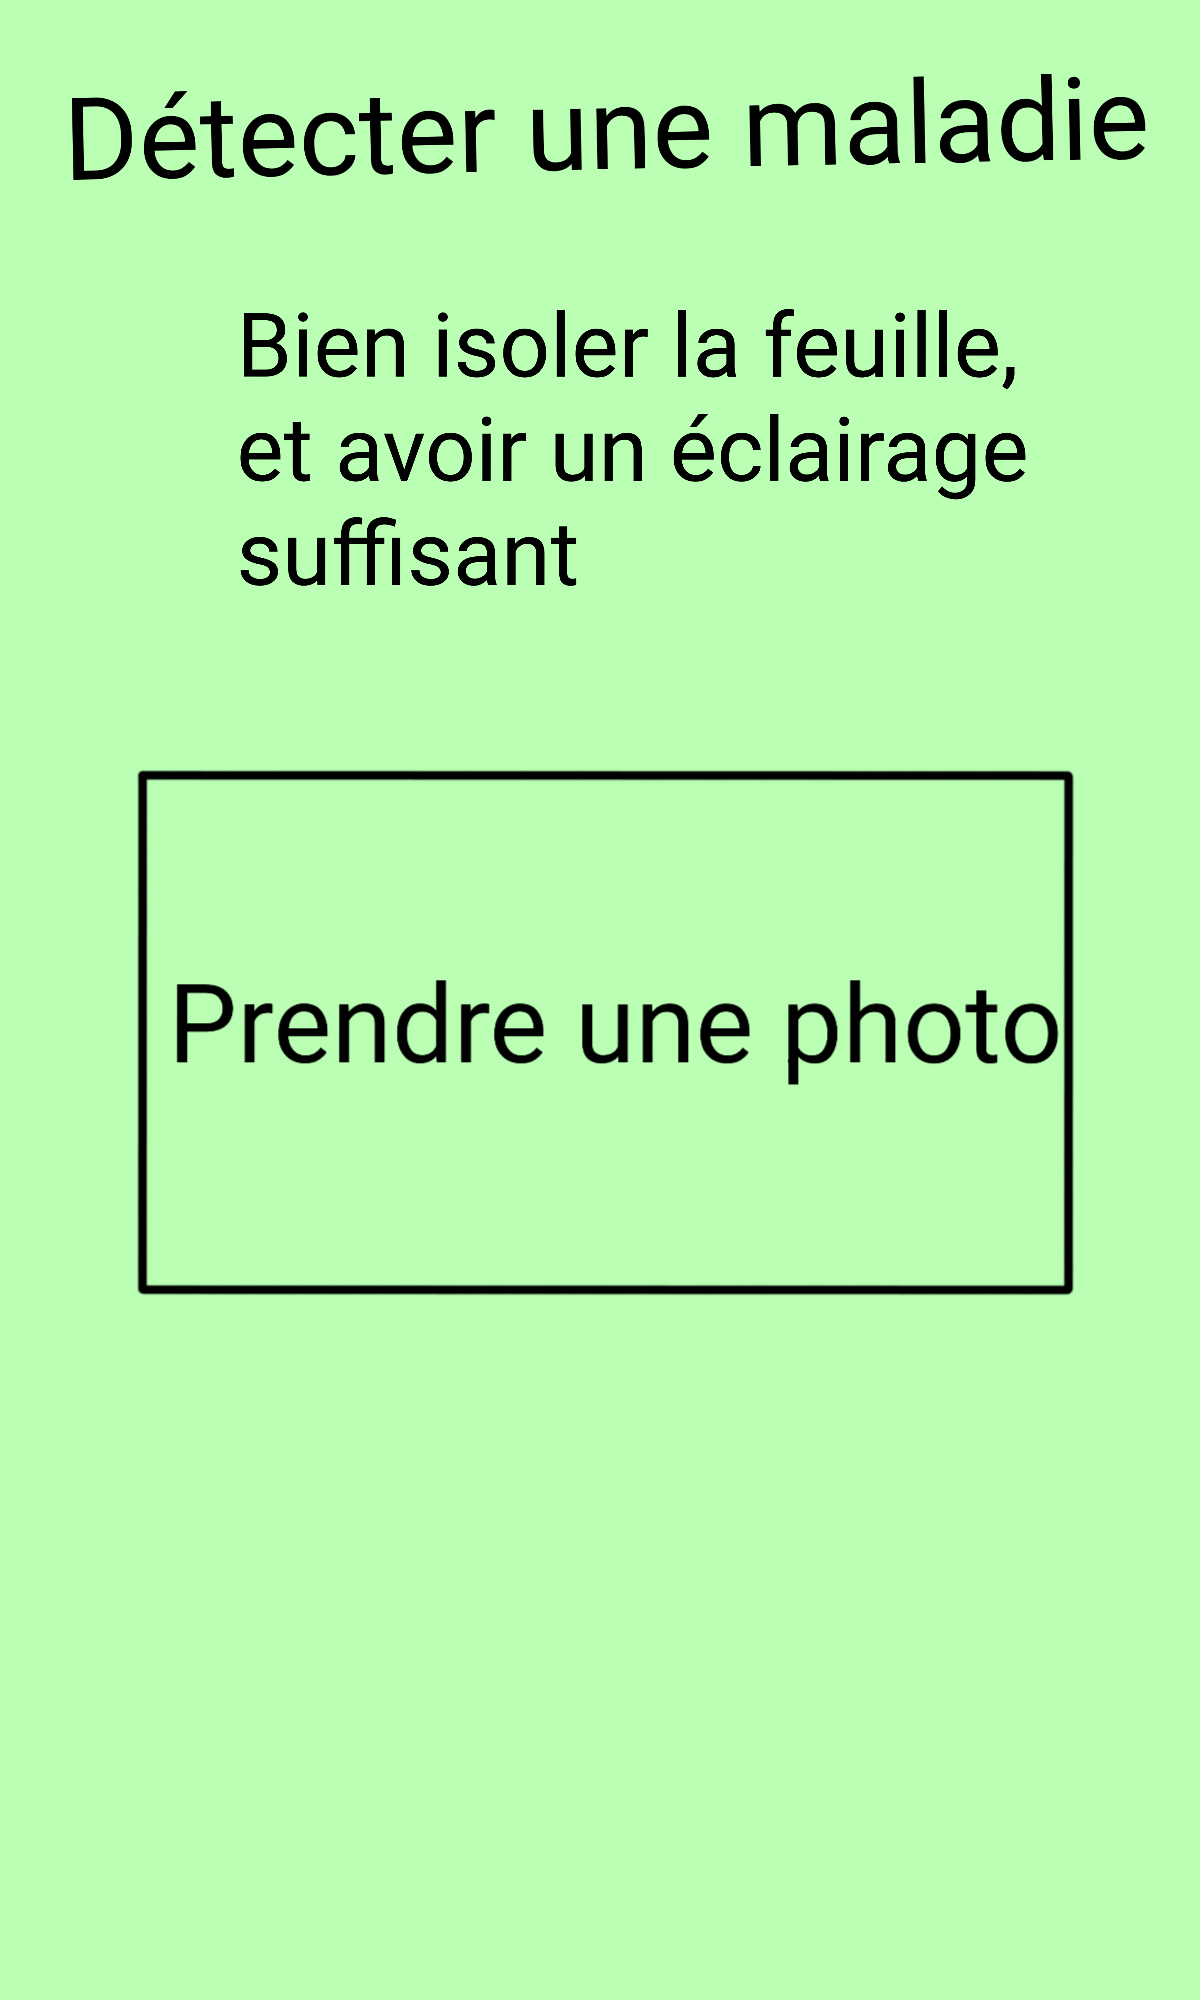 Détecter une maladie
Bien isoler la feuille,
et avoir un éclairage
suffisant
Prendre une photo